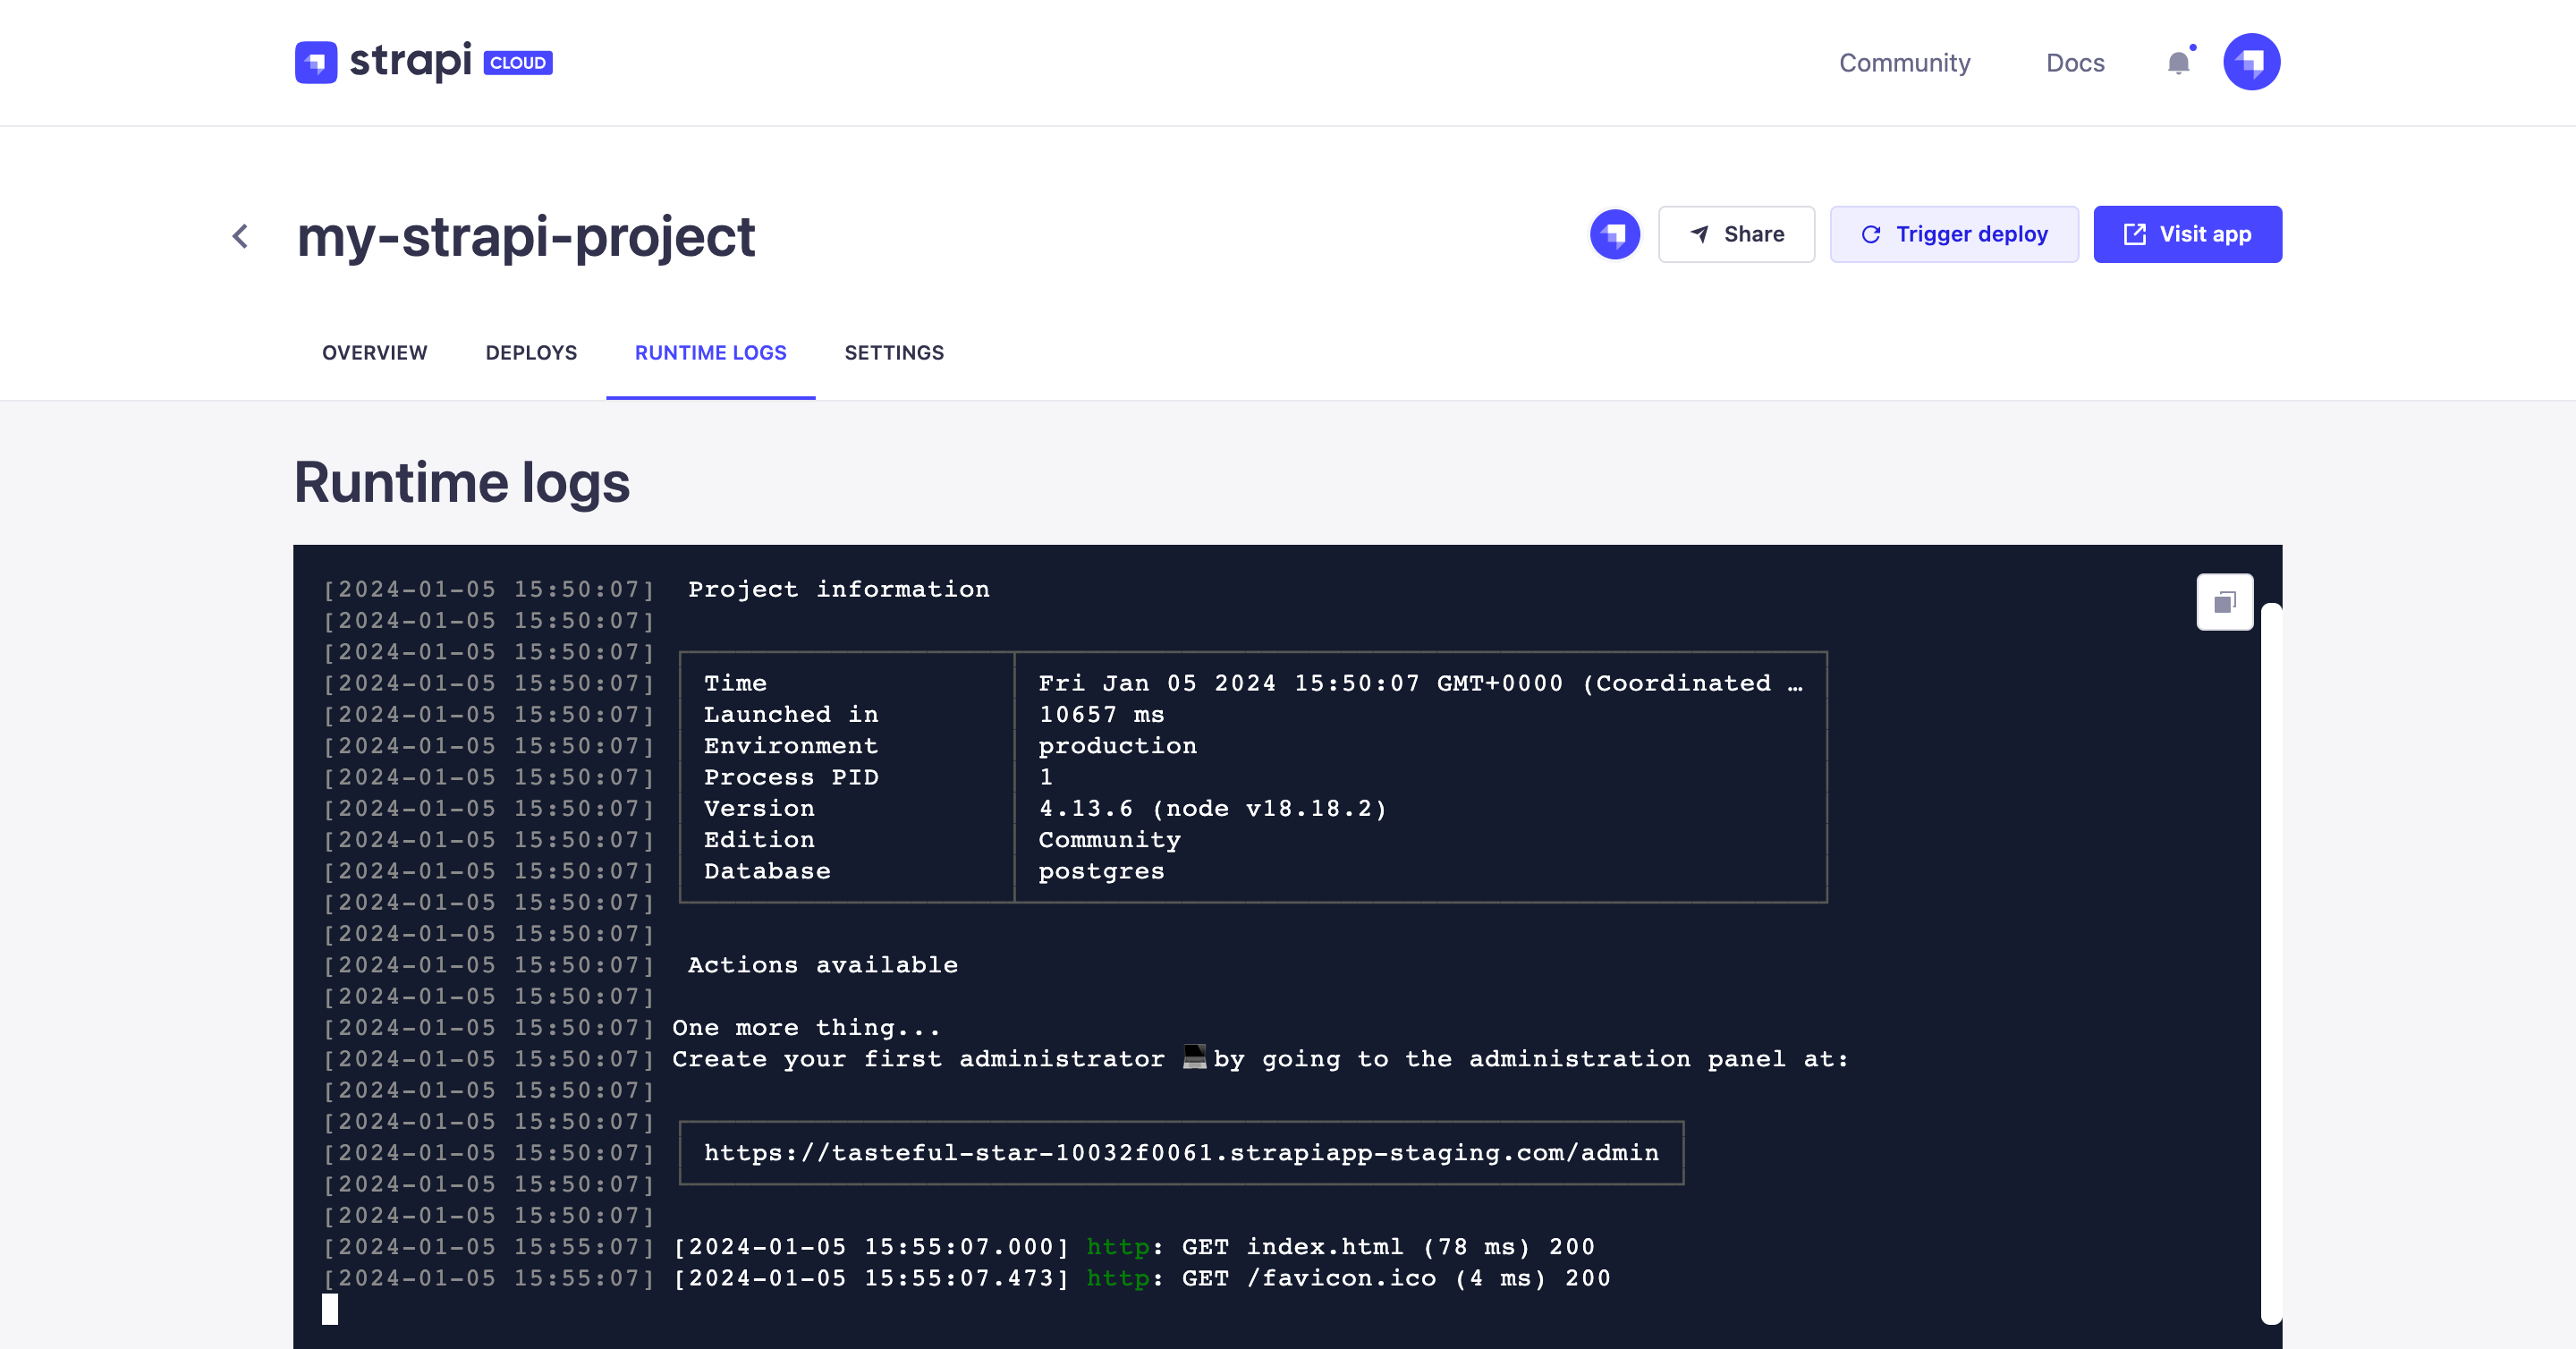 strapi CLOUD
Community Docs
my-strapi-project
Share Trigger deploy Visit app
OVERVIEW DEPLOYS RUNTIME LOGS SETTINGS
Runtime logs
[2024-01-05 15:50:07] Project information
[2024-01-05 15:50:07]
[2024-01-05 15:50:07]
[2024-01-05 15:50:07] Time Fri Jan 05 2024 15:50:07 GMT+0000 (Coordinated …
[2024-01-05 15:50:07] Launched in 10657 ms
[2024-01-05 15:50:07] Environment production
[2024-01-05 15:50:07] Process PID 1
[2024-01-05 15:50:07] Version 4.13.6 (node v18.18.2)
[2024-01-05 15:50:07] Edition Community
[2024-01-05 15:50:07] Database postgres
[2024-01-05 15:50:07]
[2024-01-05 15:50:07]
[2024-01-05 15:50:07] Actions available
[2024-01-05 15:50:07]
[2024-01-05 15:50:07] One more thing...
[2024-01-05 15:50:07] Create your first administrator 💻 by going to the administration panel at:
[2024-01-05 15:50:07]
[2024-01-05 15:50:07]
[2024-01-05 15:50:07] https://tasteful-star-10032f0061.strapiapp-staging.com/admin
[2024-01-05 15:50:07]
[2024-01-05 15:50:07]
[2024-01-05 15:55:07] [2024-01-05 15:55:07.000] http: GET index.html (78 ms) 200
[2024-01-05 15:55:07] [2024-01-05 15:55:07.473] http: GET /favicon.ico (4 ms) 200